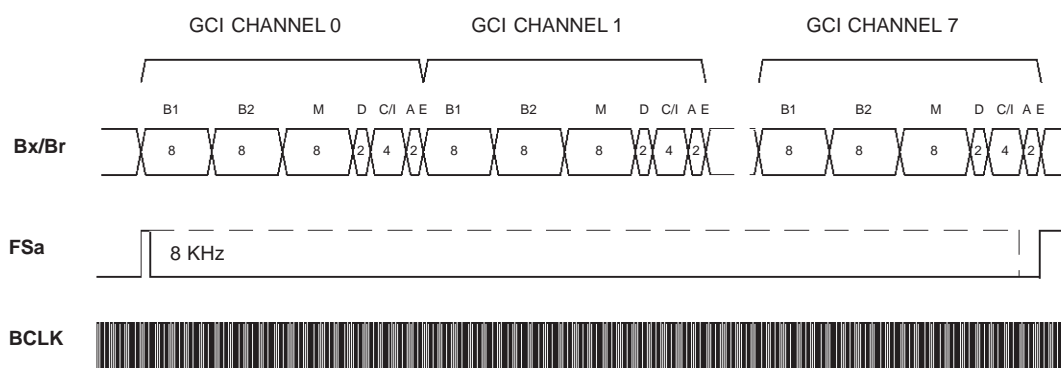 GCI CHANNEL 0 GCI CHANNEL 1 GCI CHANNEL 7
B1 B2 M D C/I A E B1 B2 M D C/I A E B1 B2 M D C/I A E
Bx/Br 8 8 8 2 4 2 8 8 8 2 4 2 8 8 8 2 4 2
FSa 8 KHz
BCLK